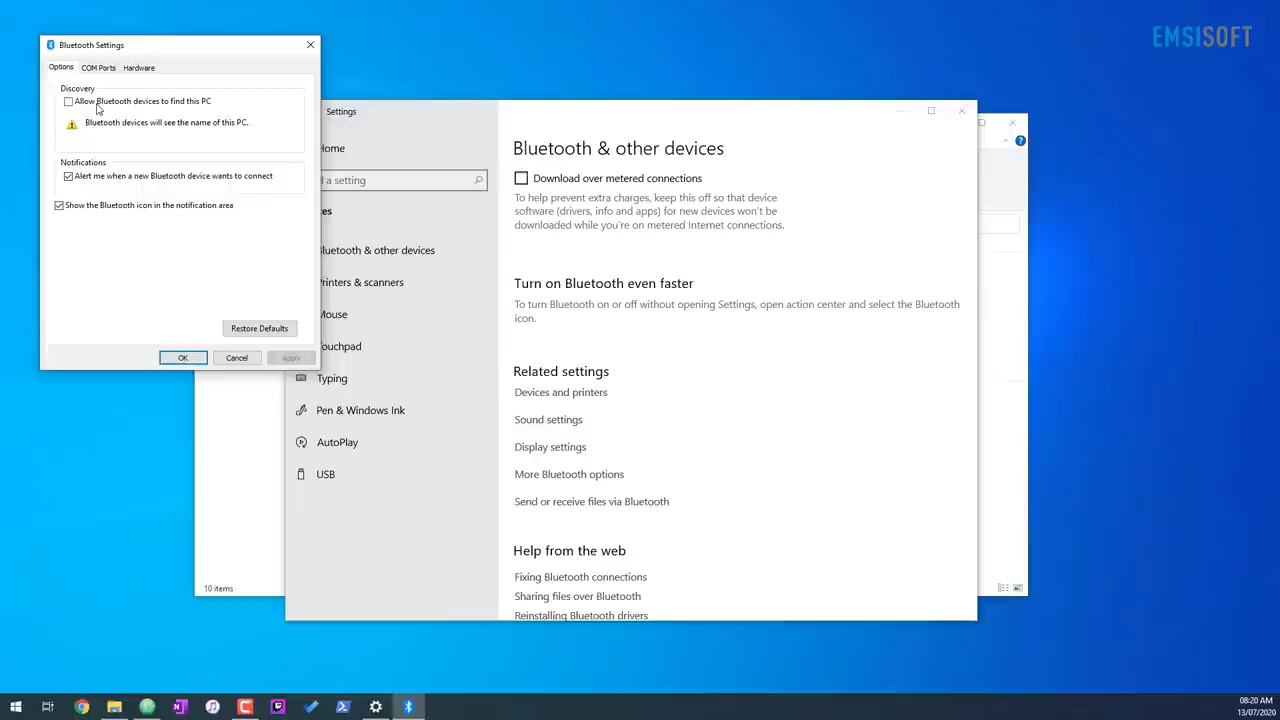 EMSISOFT
Bluetooth Settings
Options
COM Ports
Hardware
Discovery
Allow Bluetooth devices to find this PC
Bluetooth devices will see the name of this PC.
Notifications
Alert me when a new Bluetooth device wants to connect
Show the Bluetooth icon in the notification area
Restore Defaults
OK
Cancel
Apply
Settings
Home
a setting
Bluetooth & other devices
Printers & scanners
Mouse
Touchpad
Typing
Pen & Windows Ink
AutoPlay
USB
Bluetooth & other devices
Download over metered connections
To help prevent extra charges, keep this off so that device
software (drivers, info and apps) for new devices won't be
downloaded while you're on metered Internet connections.
Turn on Bluetooth even faster
To turn Bluetooth on or off without opening Settings, open action center and select the Bluetooth
icon.
Related settings
Devices and printers
Sound settings
Display settings
More Bluetooth options
Send or receive files via Bluetooth
Help from the web
Fixing Bluetooth connections
Sharing files over Bluetooth
Reinstalling Bluetooth drivers
10 items
08:20 AM
13/07/2020